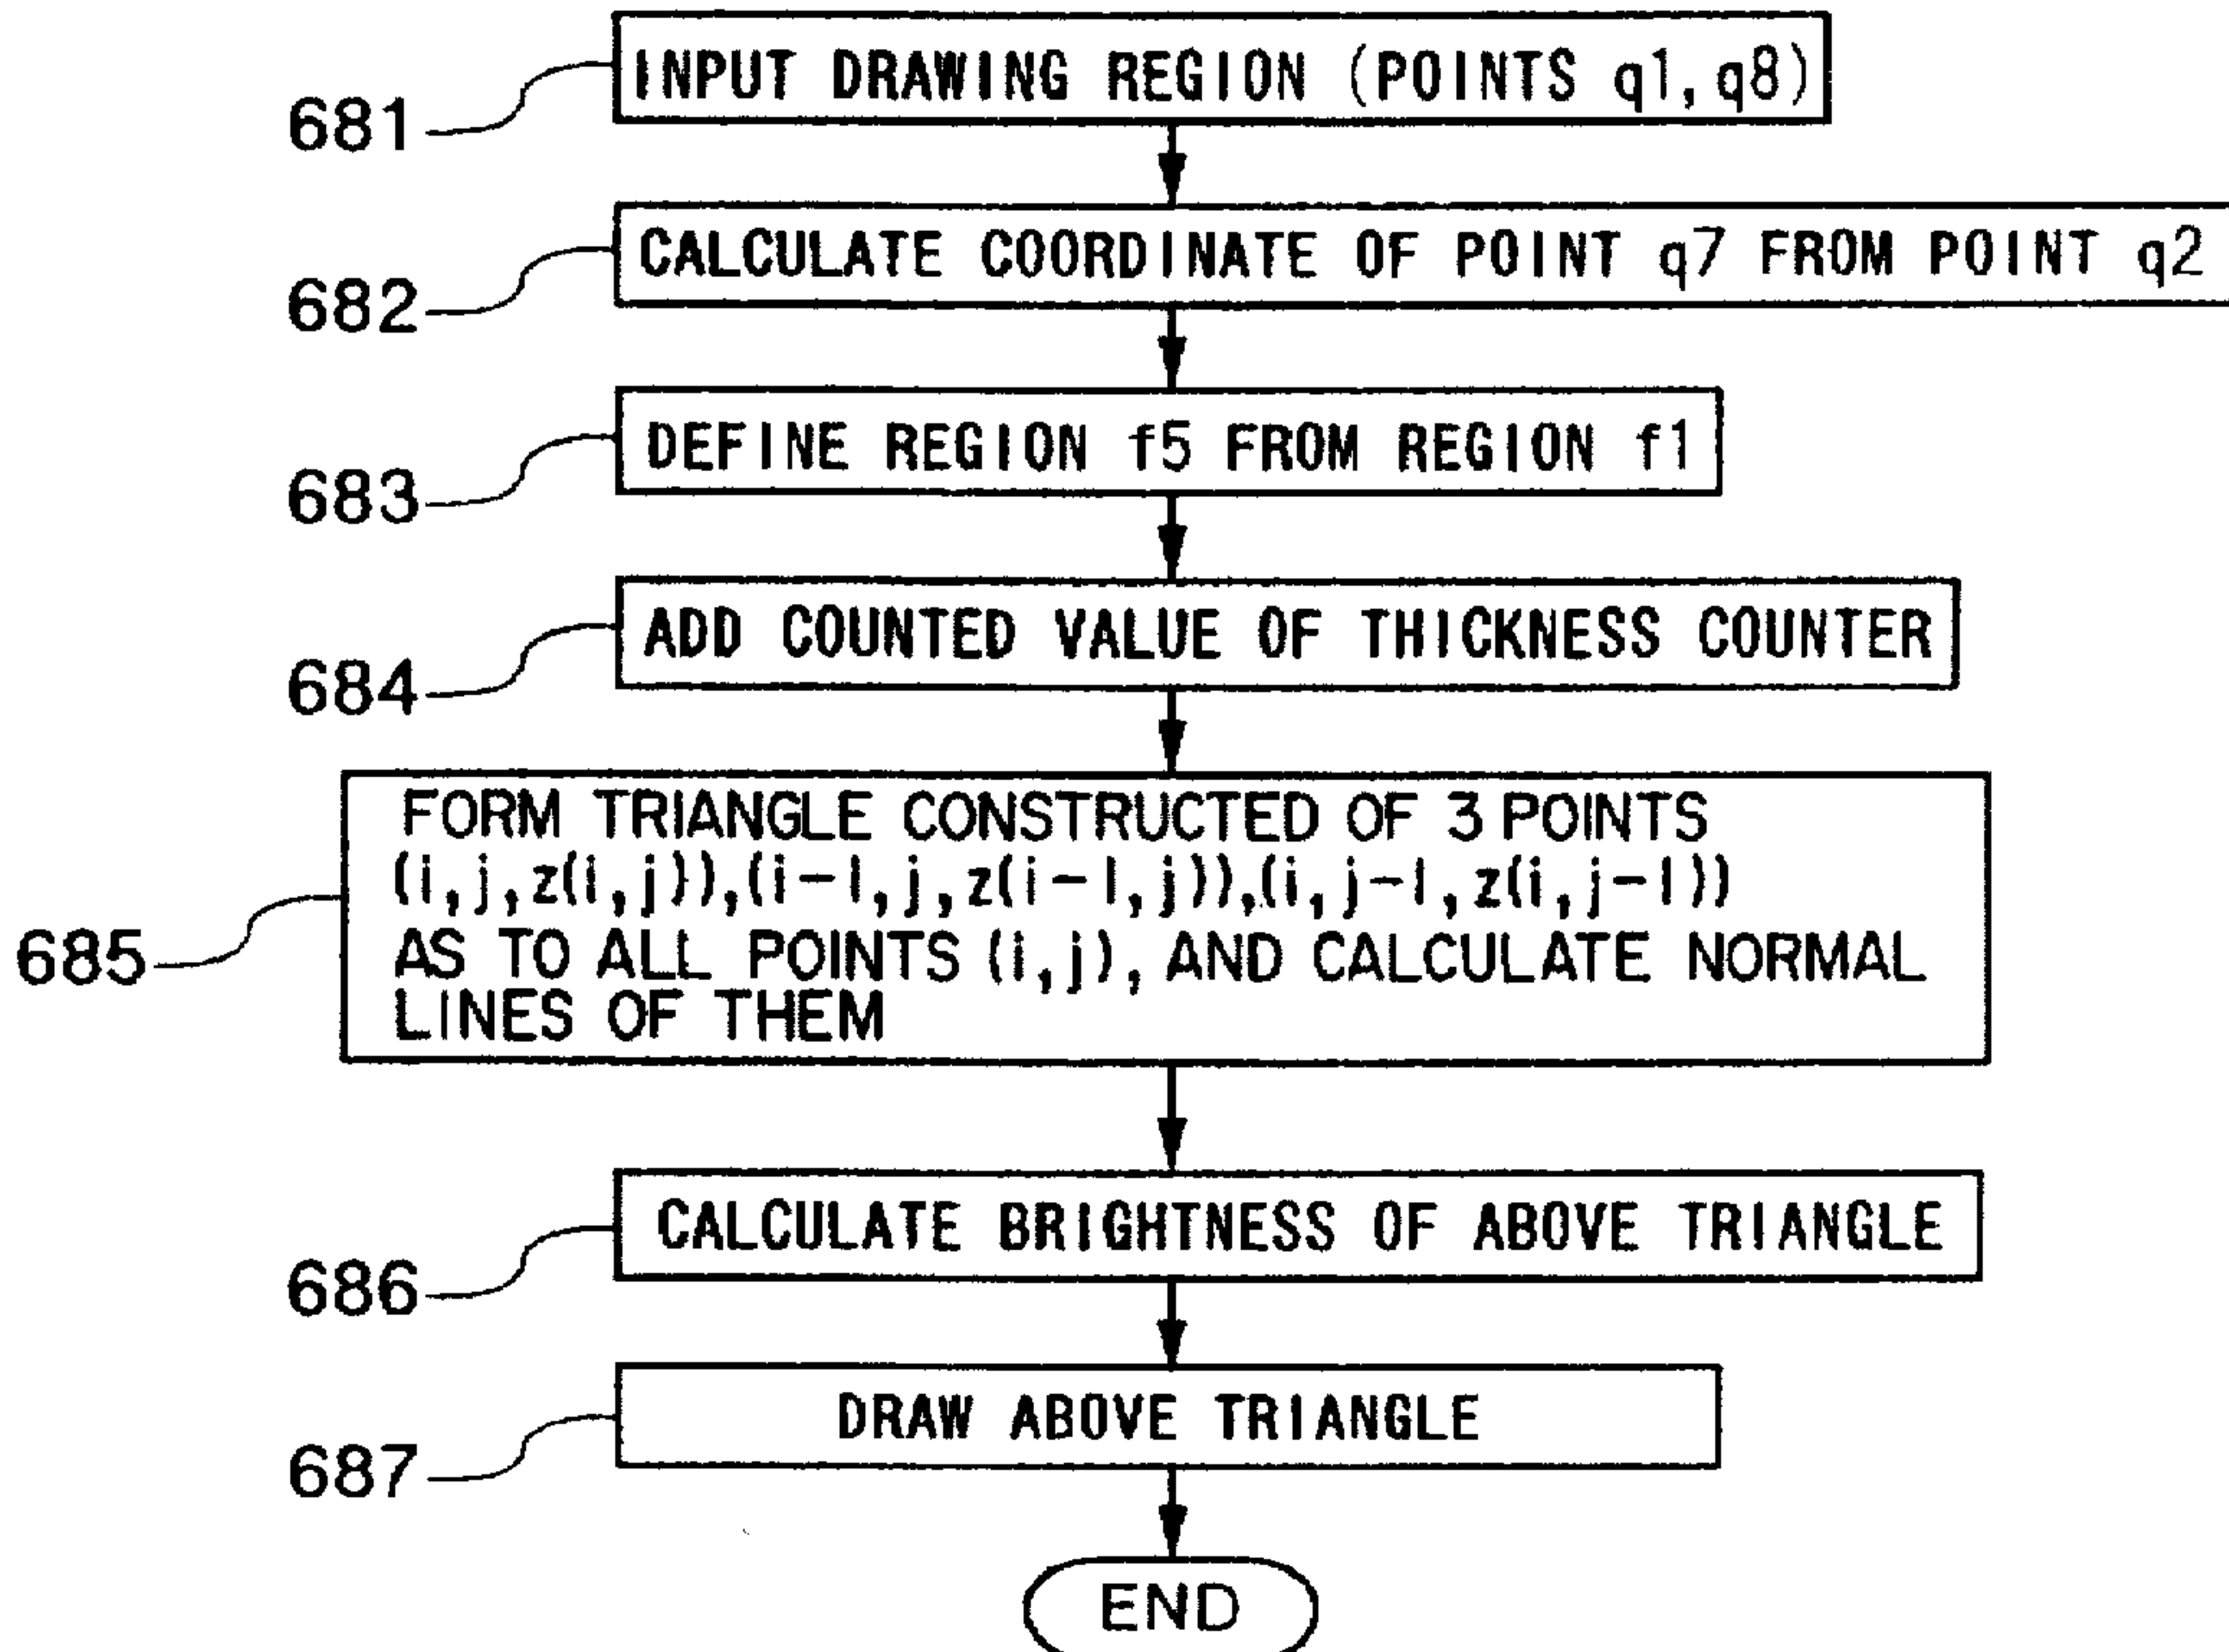 INPUT DRAWING REGION (POINTS q1,q8)
681
CALCULATE COORDINATE OF POINT q7 FROM POINT q2
682
DEFINE REGION f5 FROM REGION f1
683
ADD COUNTED VALUE OF THICKNESS COUNTER
684
FORM TRIANGLE CONSTRUCTED OF 3 POINTS
(i,j,z(i,j)),(i-1,j,z(i-1,j)),(i,j-1,z(i,j-1))
AS TO ALL POINTS (i,j), AND CALCULATE NORMAL
LINES OF THEM
685
CALCULATE BRIGHTNESS OF ABOVE TRIANGLE
686
DRAW ABOVE TRIANGLE
687
END